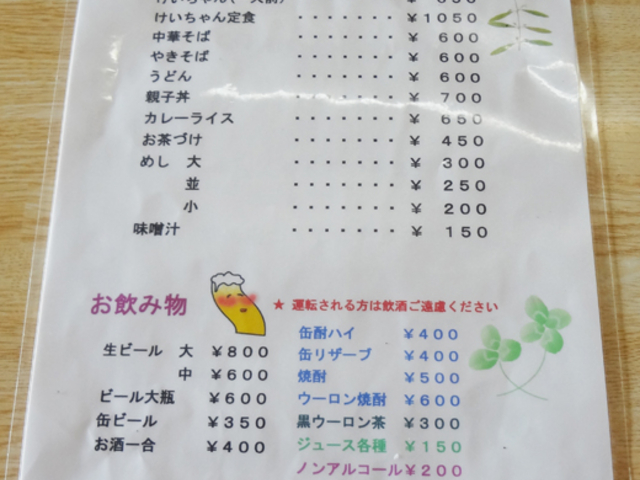 けいちゃん定食 ・・・・・・・ ￥１０５０
中華そば ・・・・・・・ ￥６００
やきそば ・・・・・・・ ￥６００
うどん ・・・・・・・ ￥６００
親子丼 ・・・・・・・ ￥７００
カレーライス ・・・・・・・ ￥６５０
お茶づけ ・・・・・・・ ￥４５０
めし 大 ・・・・・・・ ￥３００
並 ・・・・・・・ ￥２５０
小 ・・・・・・・ ￥２００
味噌汁 ・・・・・・・ ￥１５０
お飲み物
★ 運転される方は飲酒ご遠慮ください
生ビール 大 ￥８００
中 ￥６００
ビール大瓶 ￥６００
缶ビール ￥３５０
お酒一合 ￥４００
缶酎ハイ ￥４００
缶リザーブ ￥４００
焼酎 ￥５００
ウーロン焼酎 ￥６００
黒ウーロン茶 ￥３００
ジュース各種 ￥１５０
ノンアルコール￥２００